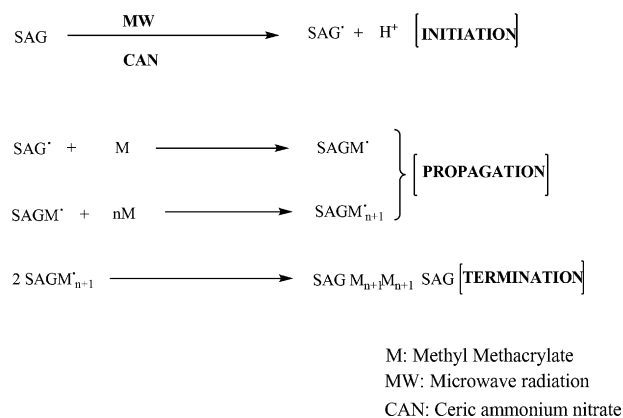 MW
SAG SAG• + H+ [INITIATION]
CAN
SAG• + M SAGM•
[PROPAGATION]
SAGM• + nM SAGM•n+1
2 SAGM•n+1 SAG Mn+1Mn+1 SAG [TERMINATION]
M: Methyl Methacrylate
MW: Microwave radiation
CAN: Ceric ammonium nitrate